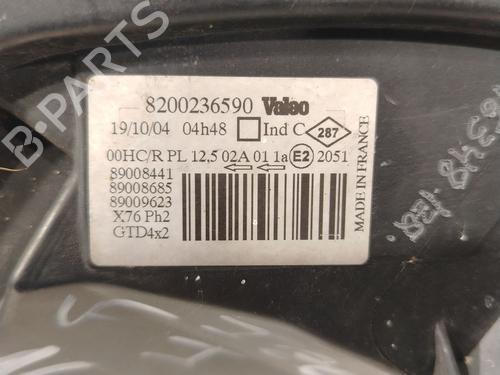 8200236590 Valeo
19/10/04 04h48 Ind C 287
00HC/R PL 12,5 02A 01 1a E2 2051
89008441
89008685
89009623
X76 Ph2
GTD4x2
MADE IN FRANCE
B-PARTS